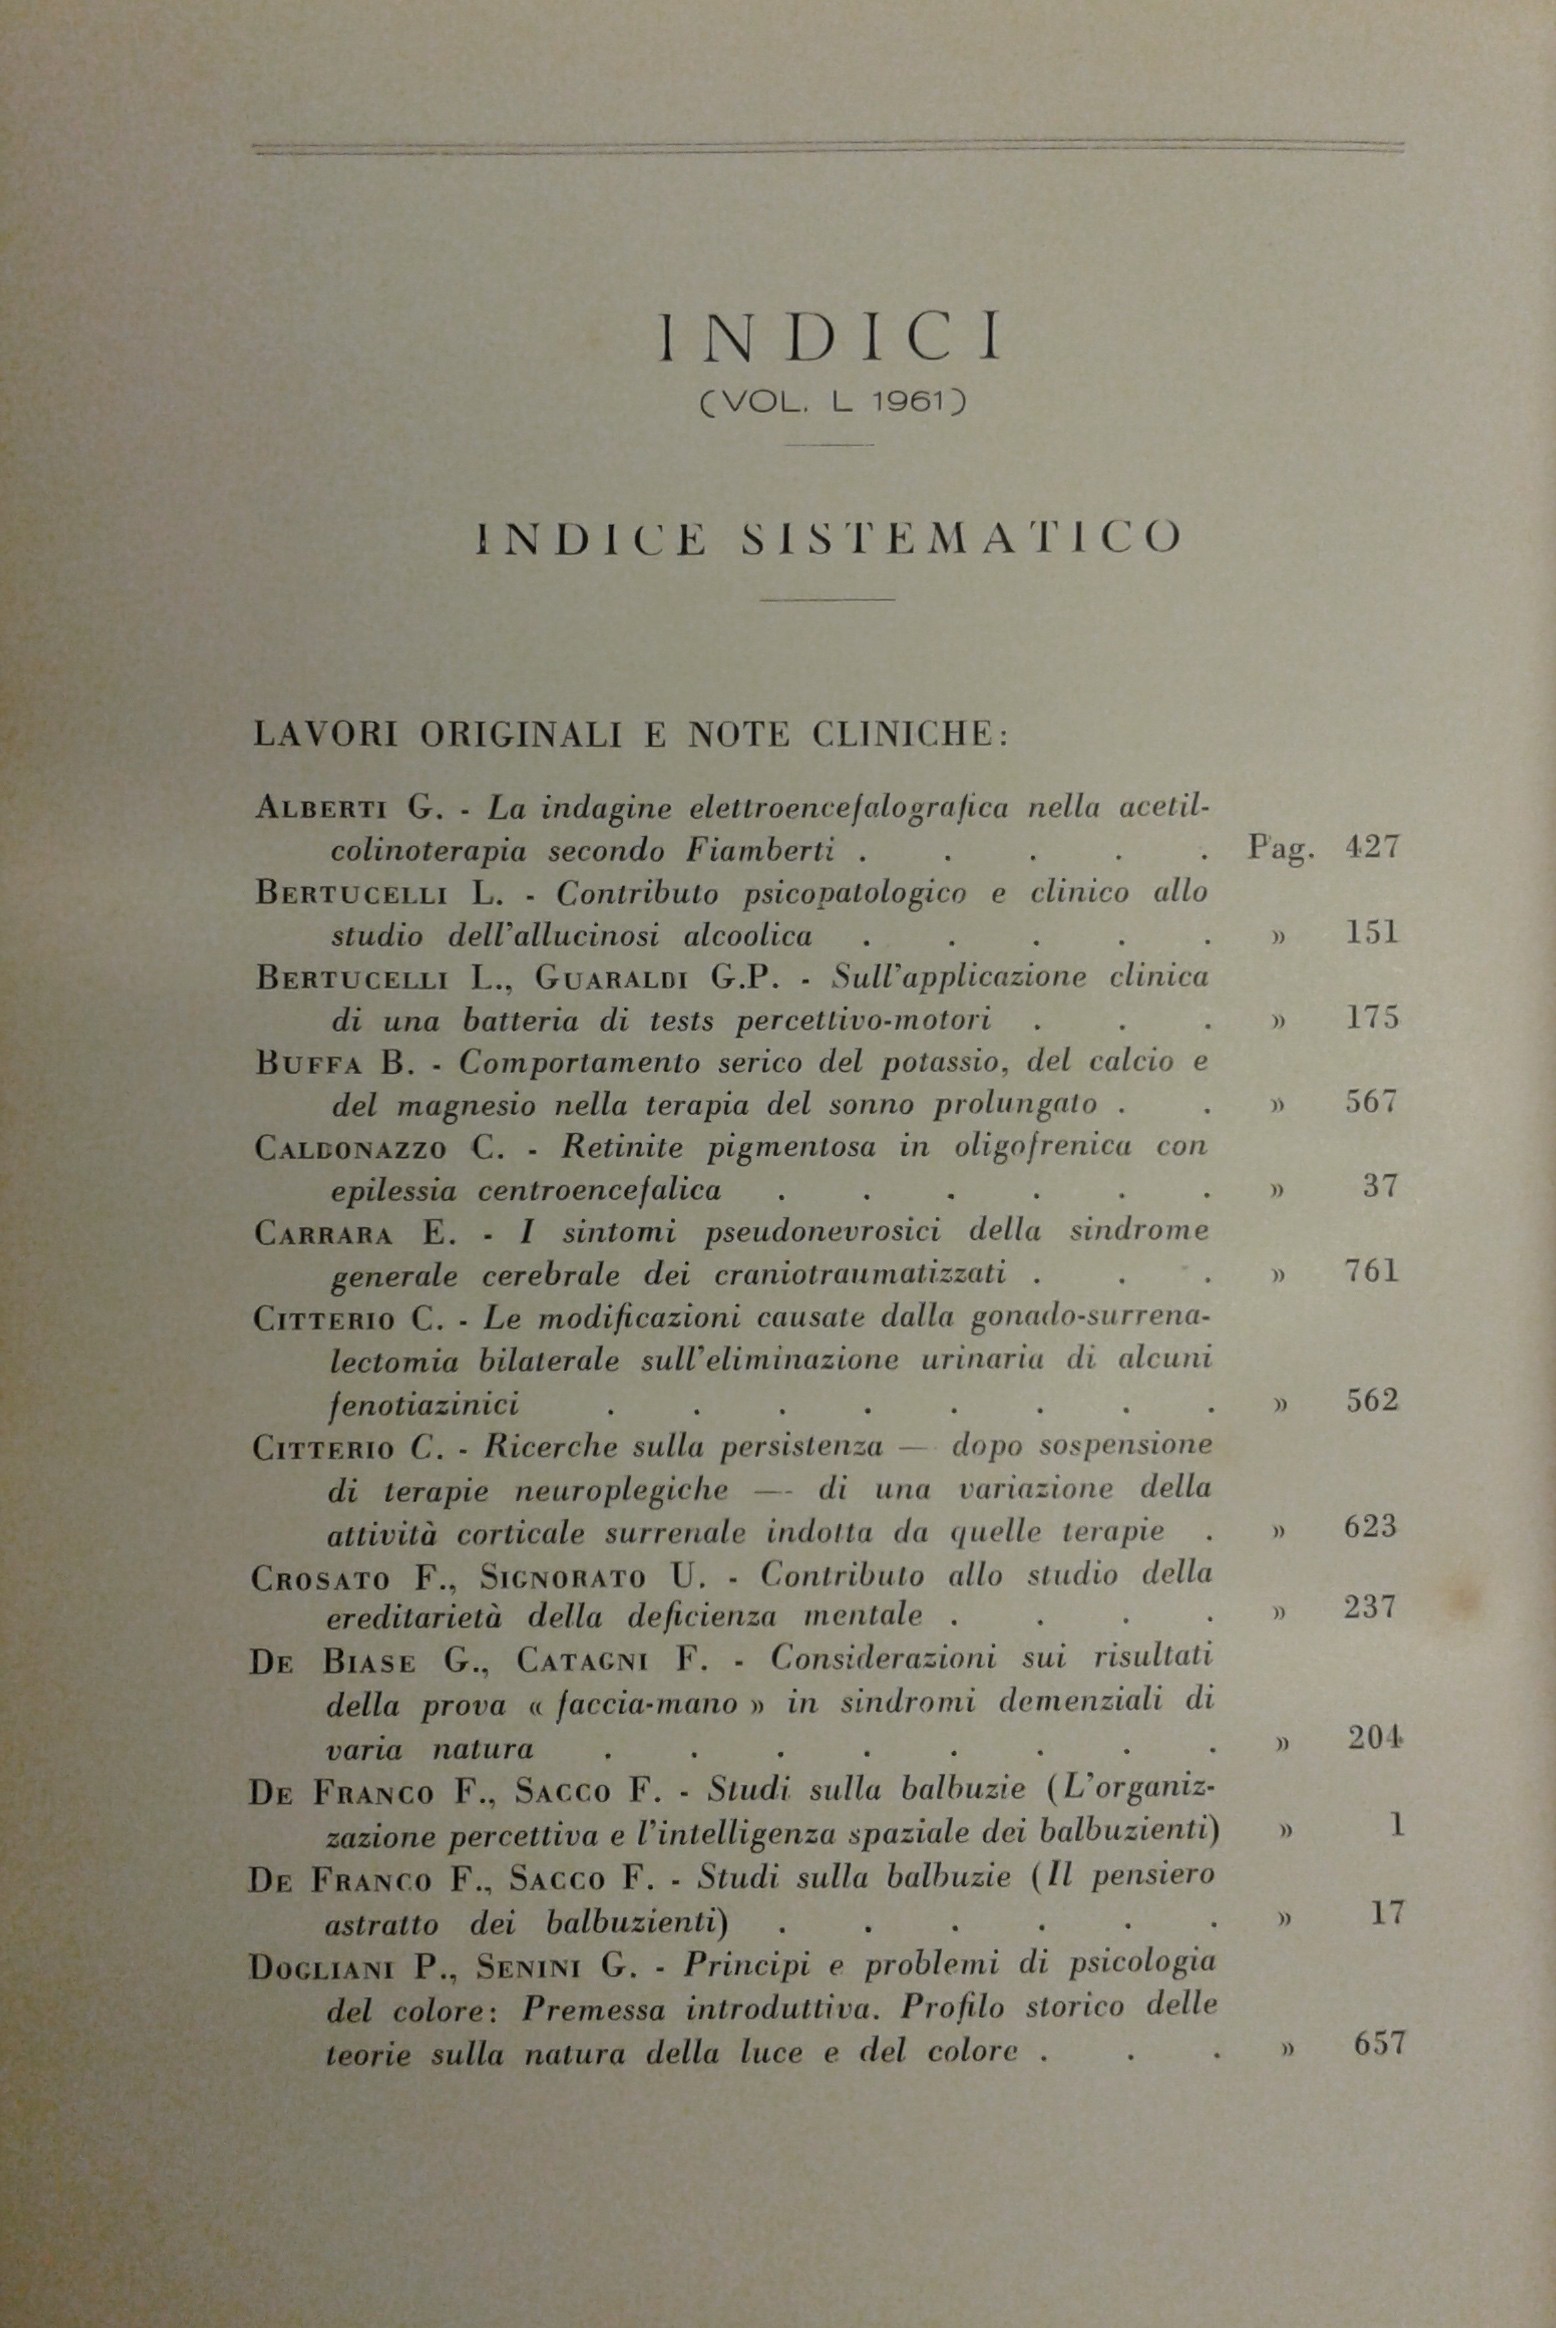 INDICI
(VOL. L 1961)
INDICE SISTEMATICO
LAVORI ORIGINALI E NOTE CLINICHE:
ALBERTI G. - La indagine elettroencefalografica nella acetil-
colinoterapia secondo Fiamberti . . . . . Pag. 427
BERTUCELLI L. - Contributo psicopatologico e clinico allo
studio dell'allucinosi alcoolica . . . . . » 151
BERTUCELLI L., GUARALDI G.P. - Sull'applicazione clinica
di una batteria di tests percettivo-motori . . . » 175
BUFFA B. - Comportamento serico del potassio, del calcio e
del magnesio nella terapia del sonno prolungato . . » 567
CALDONAZZO C. - Retinite pigmentosa in oligofrenica con
epilessia centroencefalica . . . . . . » 37
CARRARA E. - I sintomi pseudonevrosici della sindrome
generale cerebrale dei craniotraumatizzati . . . » 761
CITTERIO C. - Le modificazioni causate dalla gonado-surrena-
lectomia bilaterale sull'eliminazione urinaria di alcuni
fenotiazinici . . . . . . . . » 562
CITTERIO C. - Ricerche sulla persistenza — dopo sospensione
di terapie neuroplegiche — di una variazione della
attività corticale surrenale indotta da quelle terapie . » 623
CROSATO F., SIGNORATO U. - Contributo allo studio della
ereditarietà della deficienza mentale . . . . » 237
DE BIASE G., CATAGNI F. - Considerazioni sui risultati
della prova « faccia-mano » in sindromi demenziali di
varia natura . . . . . . . . » 204
DE FRANCO F., SACCO F. - Studi sulla balbuzie (L'organiz-
zazione percettiva e l'intelligenza spaziale dei balbuzienti) » 1
DE FRANCO F., SACCO F. - Studi sulla balbuzie (Il pensiero
astratto dei balbuzienti) . . . . . . » 17
DOGLIANI P., SENINI G. - Principi e problemi di psicologia
del colore: Premessa introduttiva. Profilo storico delle
teorie sulla natura della luce e del colore . . . » 657